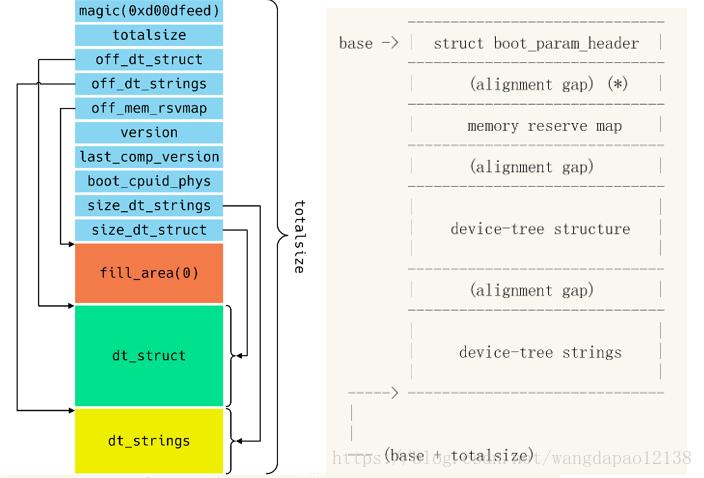 magic(0xd00dfeed)
totalsize
off_dt_struct
off_dt_strings
off_mem_rsvmap
version
last_comp_version
boot_cpuid_phys
size_dt_strings
size_dt_struct
fill_area(0)
dt_struct
dt_strings
totalsize
base -> struct boot_param_header
(alignment gap) (*)
memory reserve map
(alignment gap)
device-tree structure
(alignment gap)
device-tree strings
----->
(base + totalsize)
https://blog.csdn.net/wangdapao12138